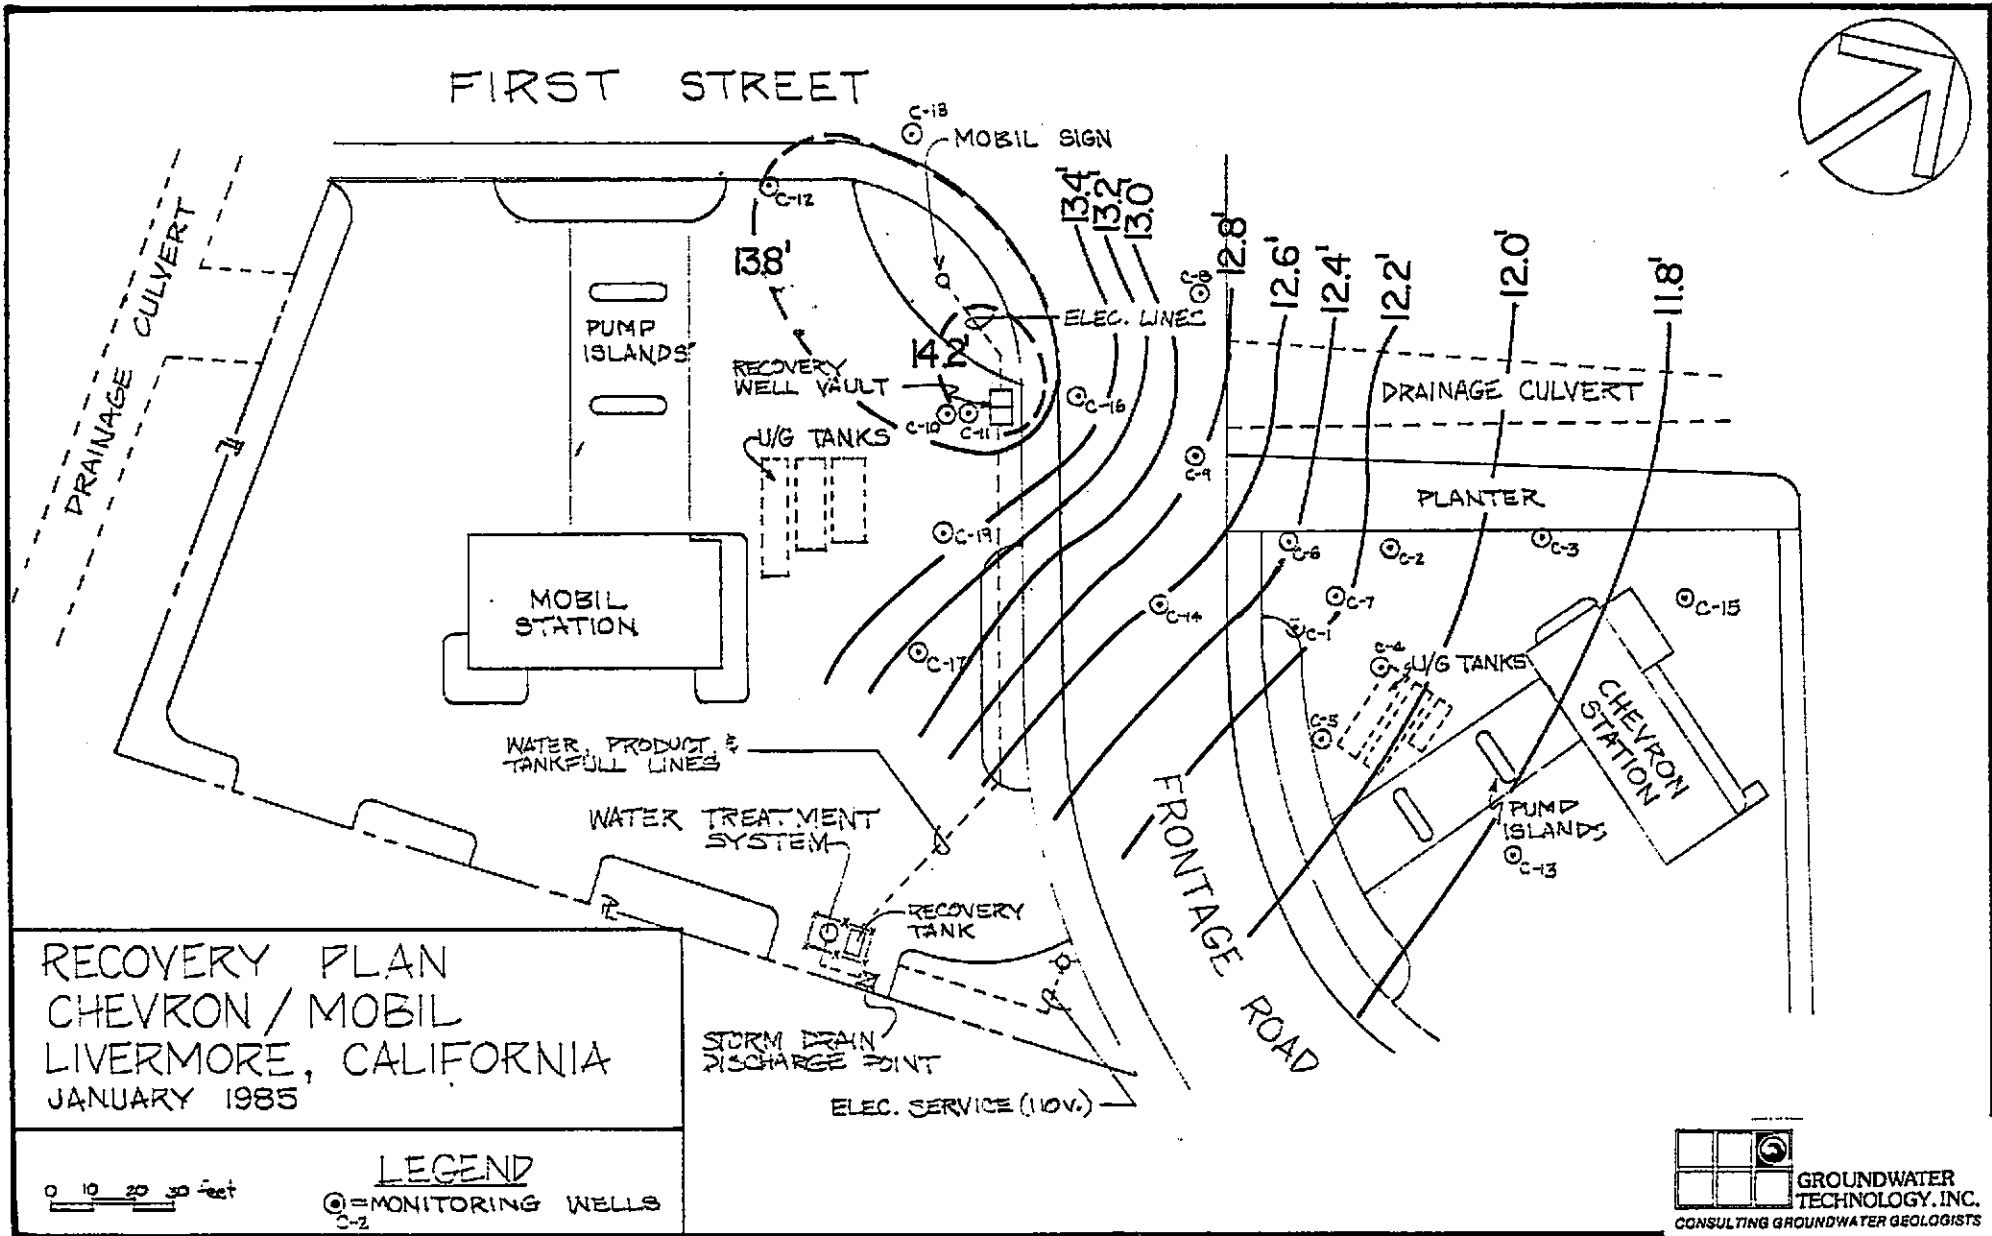 FIRST STREET
C-18
MOBIL SIGN
C-12
13.8'
13.4'
13.2'
13.0'
12.8'
12.6'
12.4'
12.2'
12.0'
11.8'
C-8
DRAINAGE CULVERT
PUMP
ISLANDS
ELEC. LINES
14.2'
RECOVERY
WELL VAULT
C-10
C-11
C-16
DRAINAGE CULVERT
U/G TANKS
C-9
PLANTER
C-19
C-6
C-2
C-3
MOBIL
STATION
C-14
C-7
C-15
C-1
C-17
C-4
U/G TANKS
CHEVRON
STATION
C-5
WATER, PRODUCT, &
TANKFULL LINES
WATER TREATMENT
SYSTEM
PUMP
ISLANDS
C-13
FRONTAGE ROAD
RECOVERY
TANK
STORM DRAIN
DISCHARGE POINT
ELEC. SERVICE (110V.)
RECOVERY PLAN
CHEVRON / MOBIL
LIVERMORE, CALIFORNIA
JANUARY 1985
LEGEND
0 10 20 30 feet
=MONITORING WELLS
C-2
GROUNDWATER
TECHNOLOGY, INC.
CONSULTING GROUNDWATER GEOLOGISTS